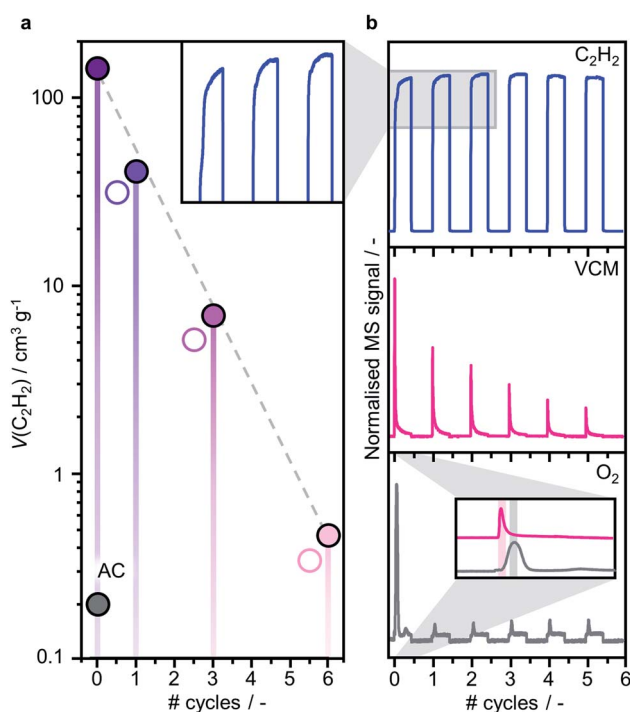 a
V(C₂H₂) / cm³ g⁻¹
100
10
1
0.1
AC
0 1 2 3 4 5 6
# cycles / -
b
Normalised MS signal / -
C₂H₂
VCM
O₂
0 1 2 3 4 5 6
# cycles / -